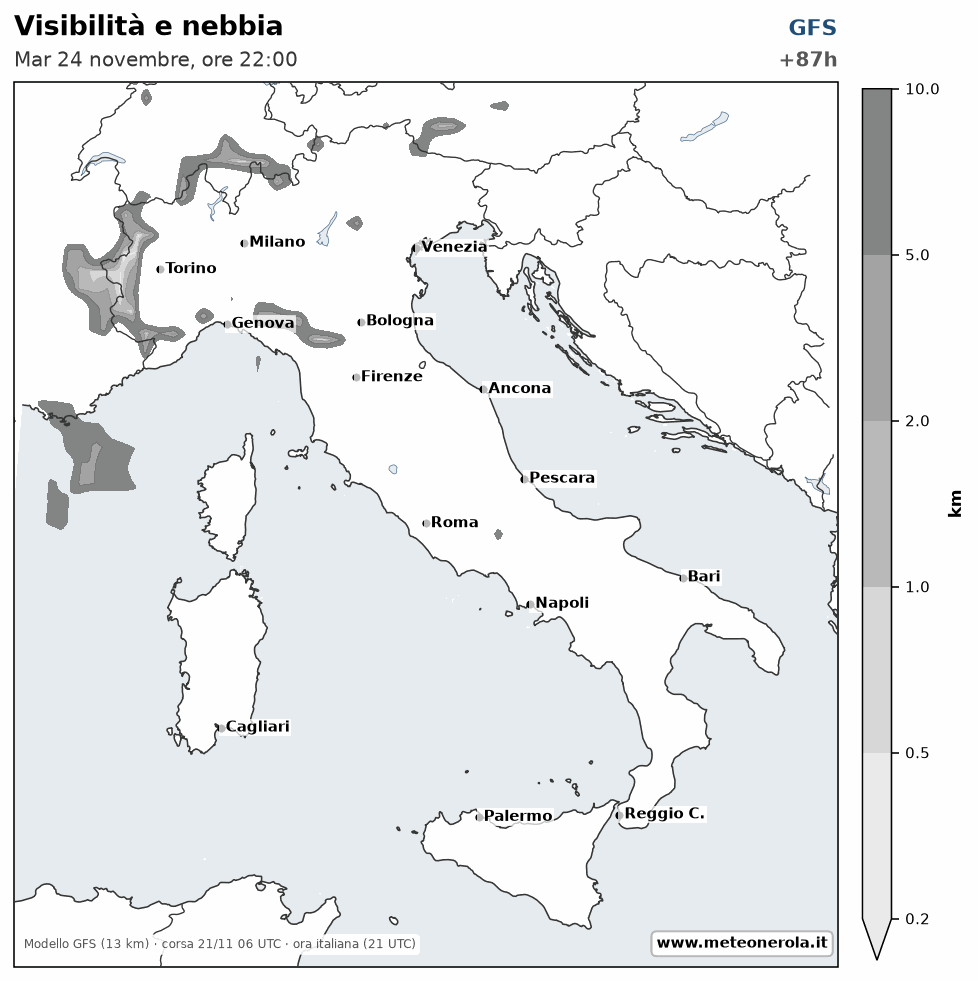 Visibilità e nebbia
GFS
Mar 24 novembre, ore 22:00
+87h
10.0
5.0
2.0
1.0
0.5
0.2
km
Milano
Venezia
Torino
Genova
Bologna
Firenze
Ancona
Pescara
Roma
Bari
Napoli
Cagliari
Palermo
Reggio C.
Modello GFS (13 km) · corsa 21/11 06 UTC · ora italiana (21 UTC)
www.meteonerola.it